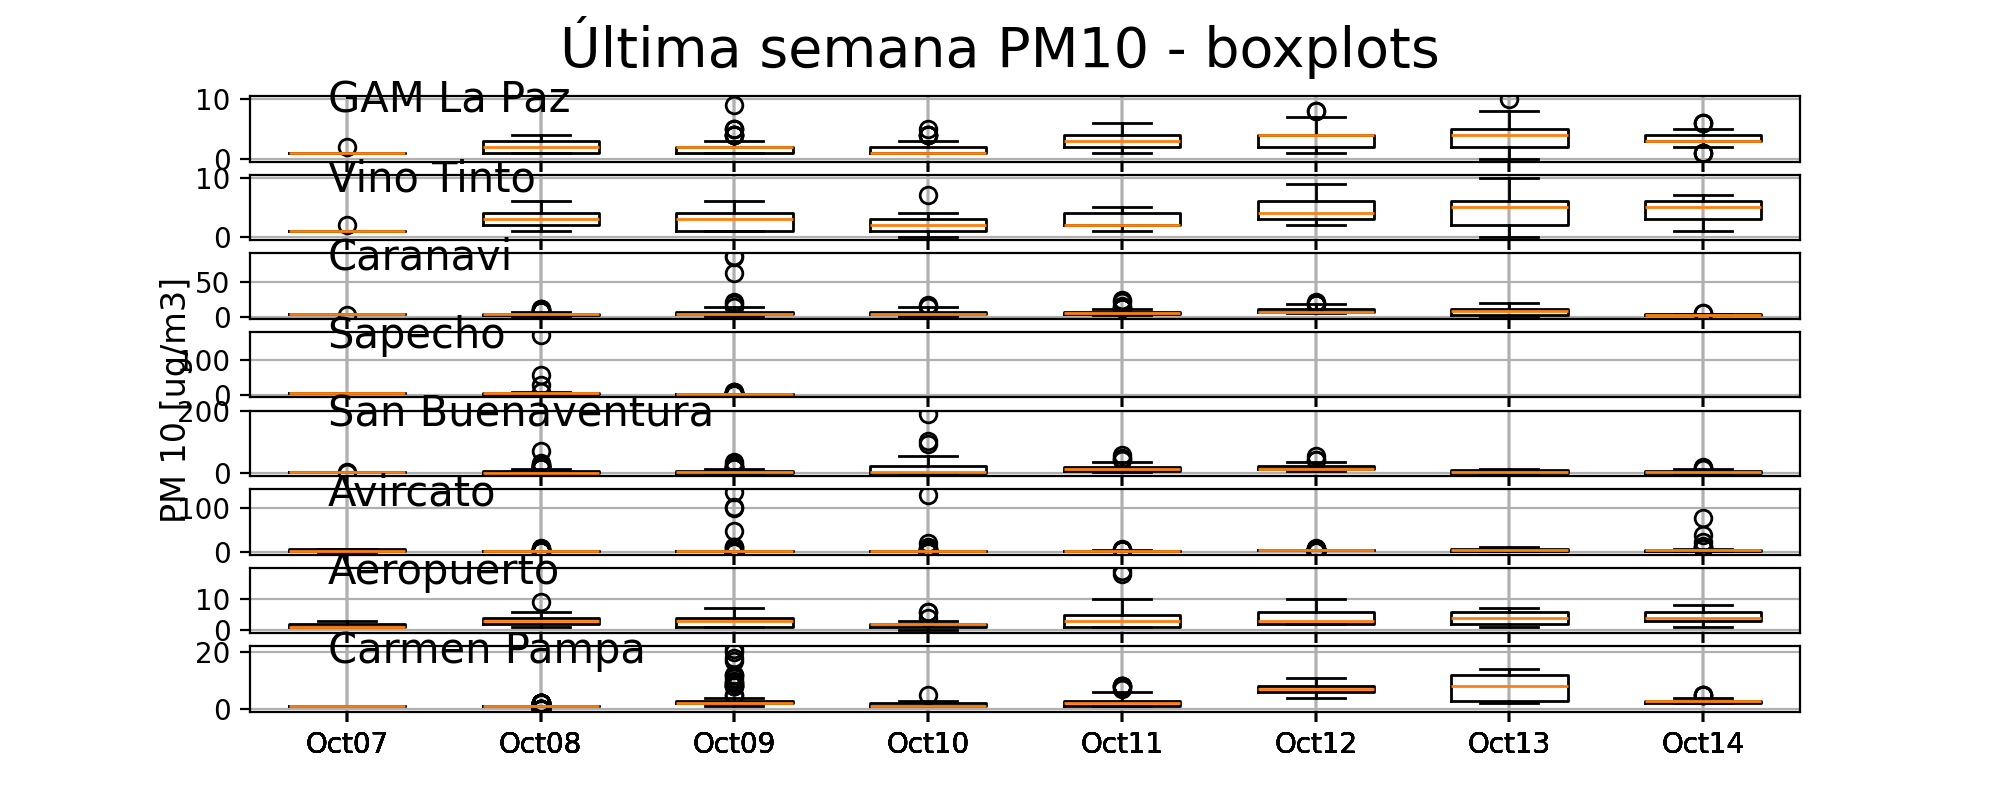 Última semana PM10 - boxplots
GAM La Paz
10
0
Vino Tinto
10
0
Caranavi
50
0
Sapecho
100
0
San Buenaventura
200
0
Avircato
100
0
Aeropuerto
10
0
Carmen Pampa
20
0
PM 10 [ug/m3]
Oct07 Oct08 Oct09 Oct10 Oct11 Oct12 Oct13 Oct14